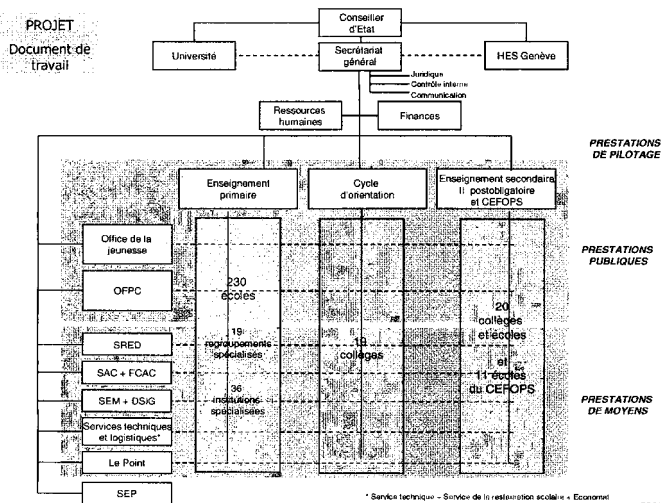 PROJET
Document de
travail
Conseiller
d'Etat
Université
Secrétariat
général
HES Genève
Juridique
Contrôle interne
Communication
Ressources
humaines
Finances
PRESTATIONS
DE PILOTAGE
Enseignement
primaire
Cycle
d'orientation
Enseignement secondaire
II postobligatoire
et CEFOPS
Office de la
jeunesse
PRESTATIONS
PUBLIQUES
OFPC
230
écoles
20
collèges
et écoles
et
11 écoles
du CEFOPS
SRED
19
regroupements
spécialisés
19
collèges
SAC + FCAC
SEM + DSIG
36
institutions
spécialisées
PRESTATIONS
DE MOYENS
Services techniques
et logistiques*
Le Point
SEP
* Service technique - Service de la restauration scolaire + Economat